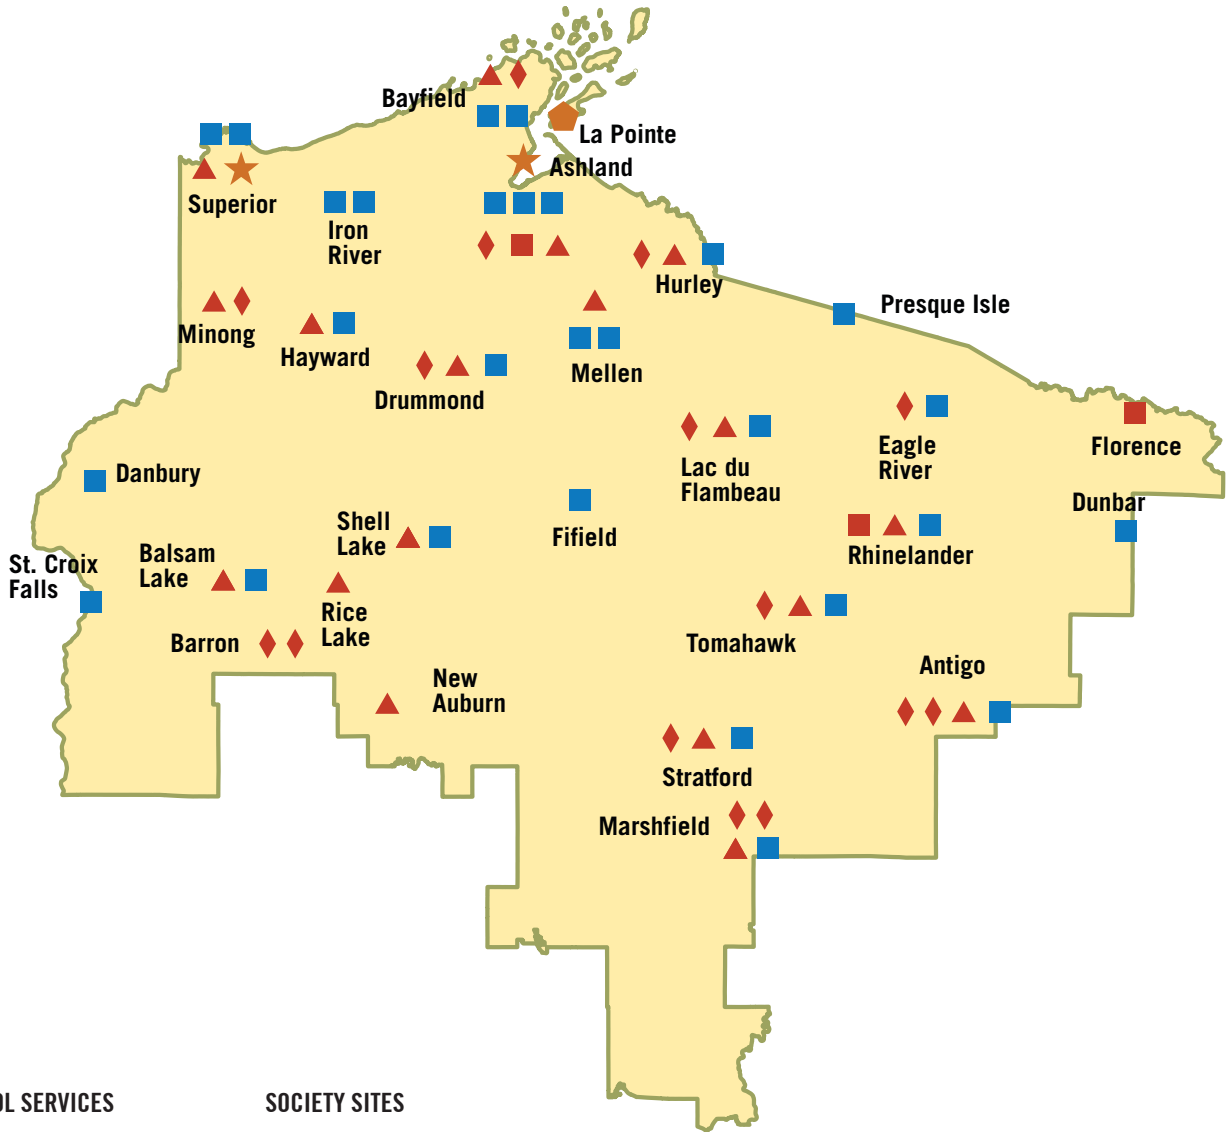 Bayfield
La Pointe
Ashland
Superior
Iron
River
Hurley
Presque Isle
Minong
Hayward
Mellen
Drummond
Eagle
River
Florence
Danbury
Lac du
Flambeau
Dunbar
Shell
Lake
Fifield
Rhinelander
Balsam
Lake
St. Croix
Falls
Rice
Lake
Barron
Tomahawk
Antigo
New
Auburn
Stratford
Marshfield
OL SERVICES
SOCIETY SITES